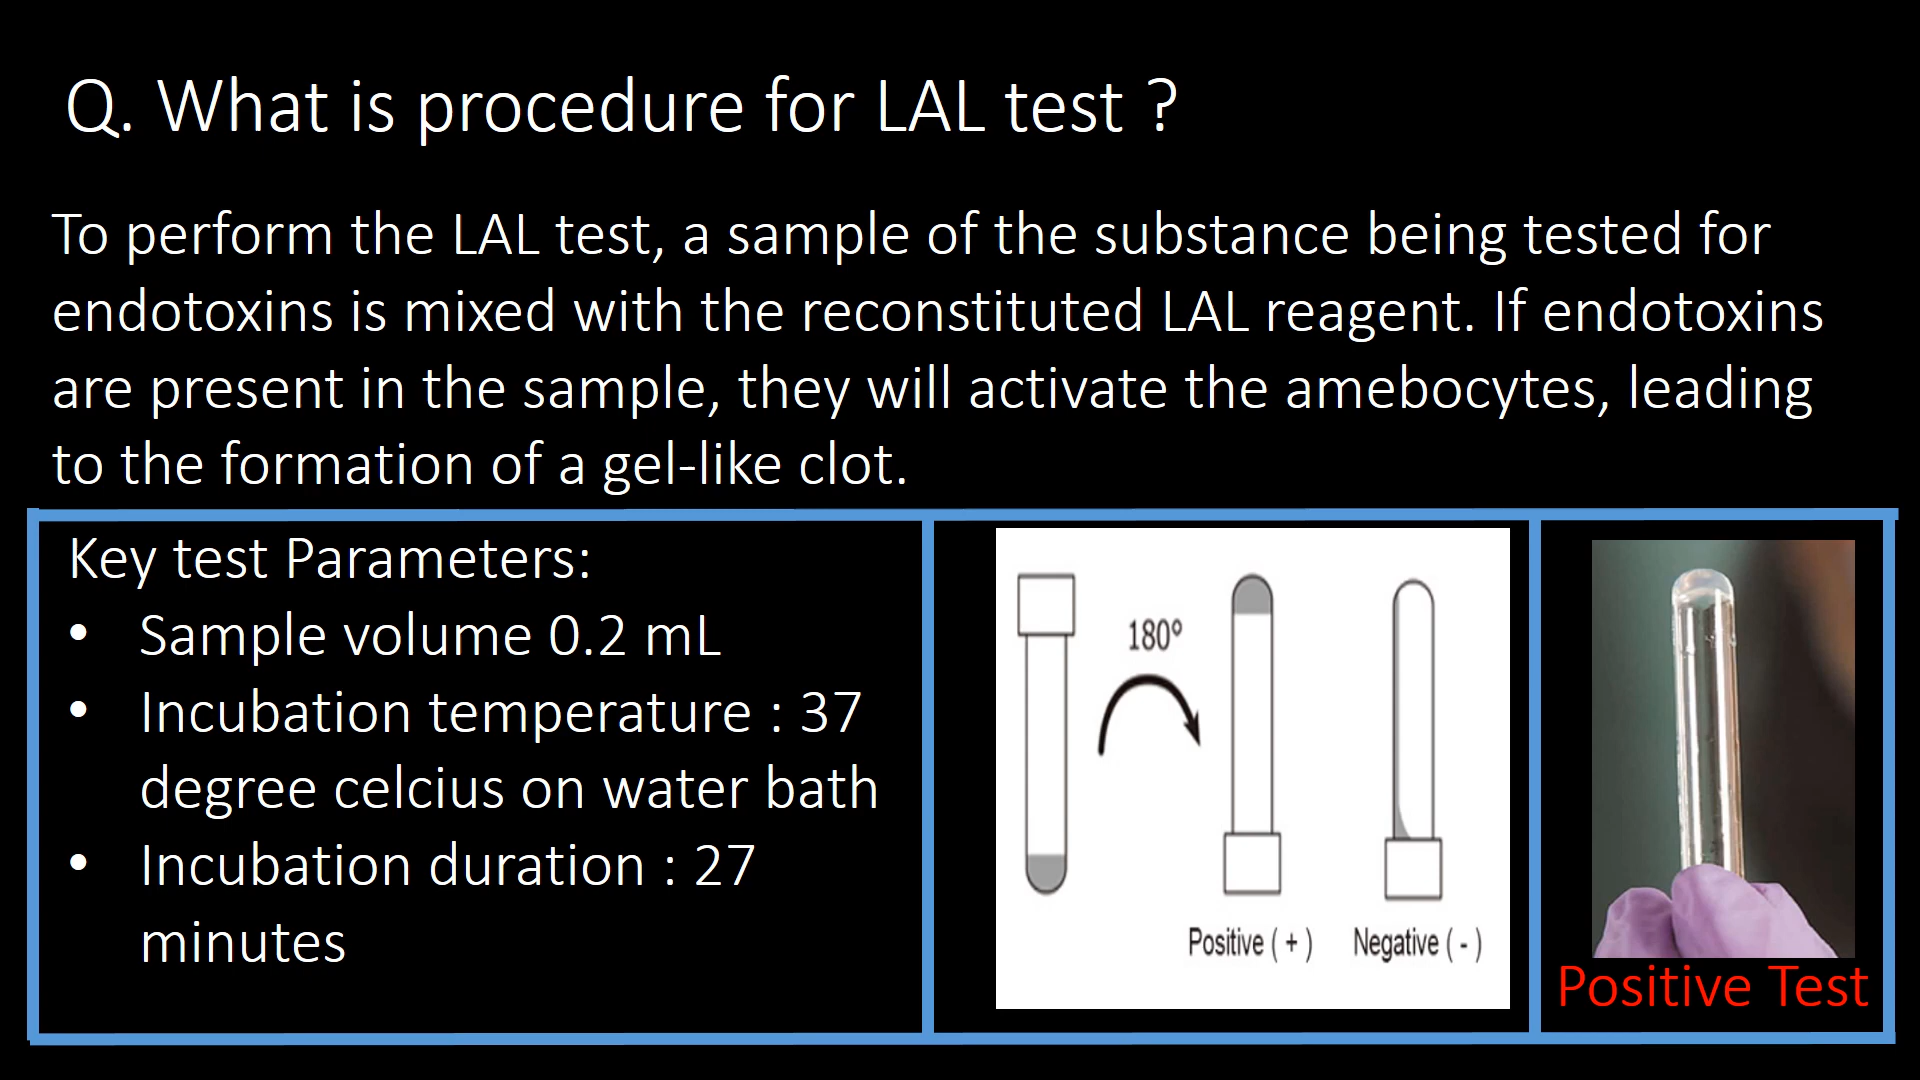 Q. What is procedure for LAL test ?
To perform the LAL test, a sample of the substance being tested for
endotoxins is mixed with the reconstituted LAL reagent. If endotoxins
are present in the sample, they will activate the amebocytes, leading
to the formation of a gel-like clot.
Key test Parameters:
• Sample volume 0.2 mL
• Incubation temperature : 37
degree celcius on water bath
• Incubation duration : 27
minutes
180º
Positive ( + )
Negative ( - )
Positive Test